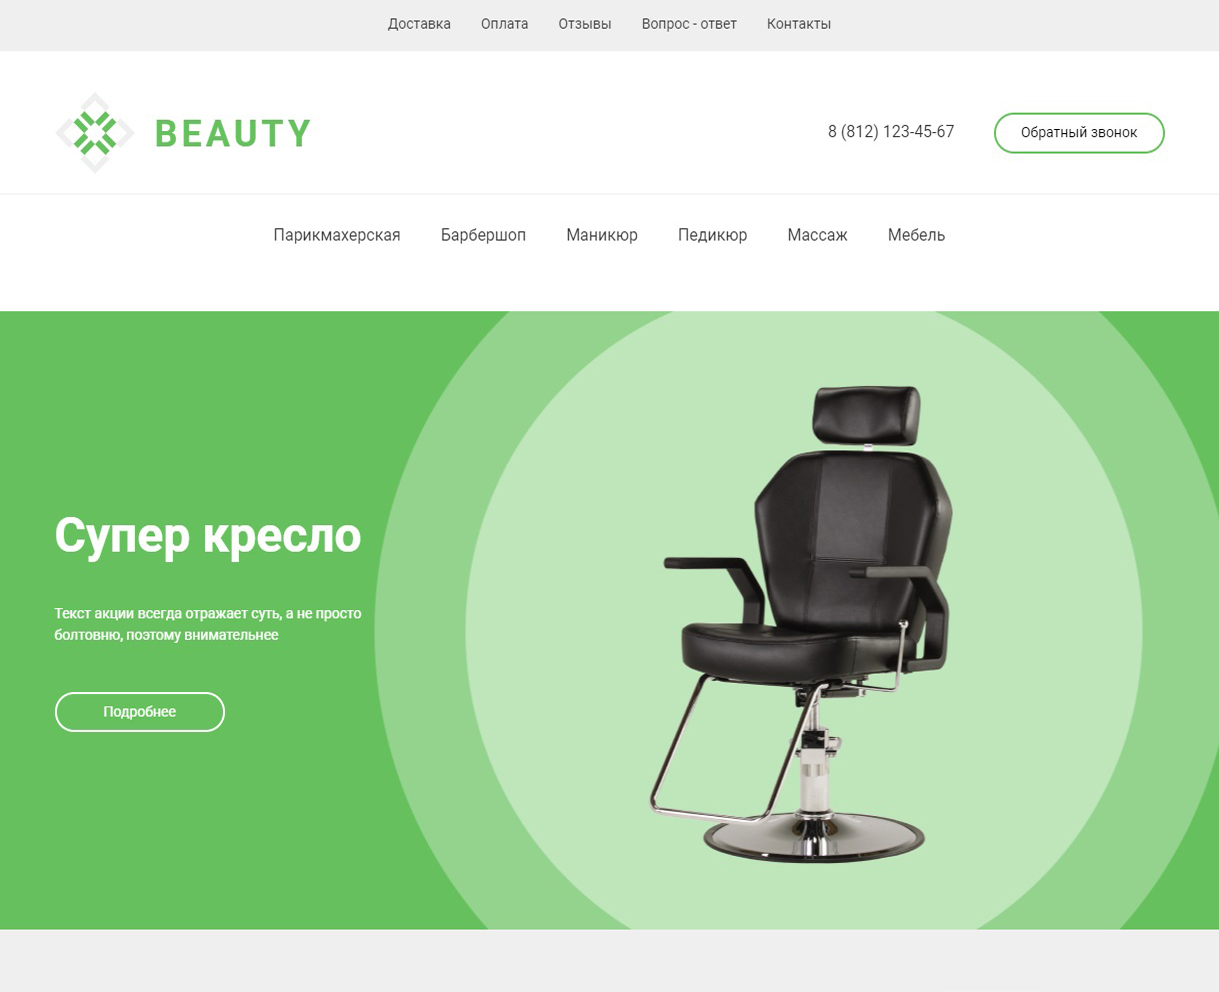 Доставка Оплата Отзывы Вопрос - ответ Контакты
BEAUTY
8 (812) 123-45-67
Обратный звонок
Парикмахерская Барбершоп Маникюр Педикюр Массаж Мебель
Супер кресло
Текст акции всегда отражает суть, а не просто
болтовню, поэтому внимательнее
Подробнее